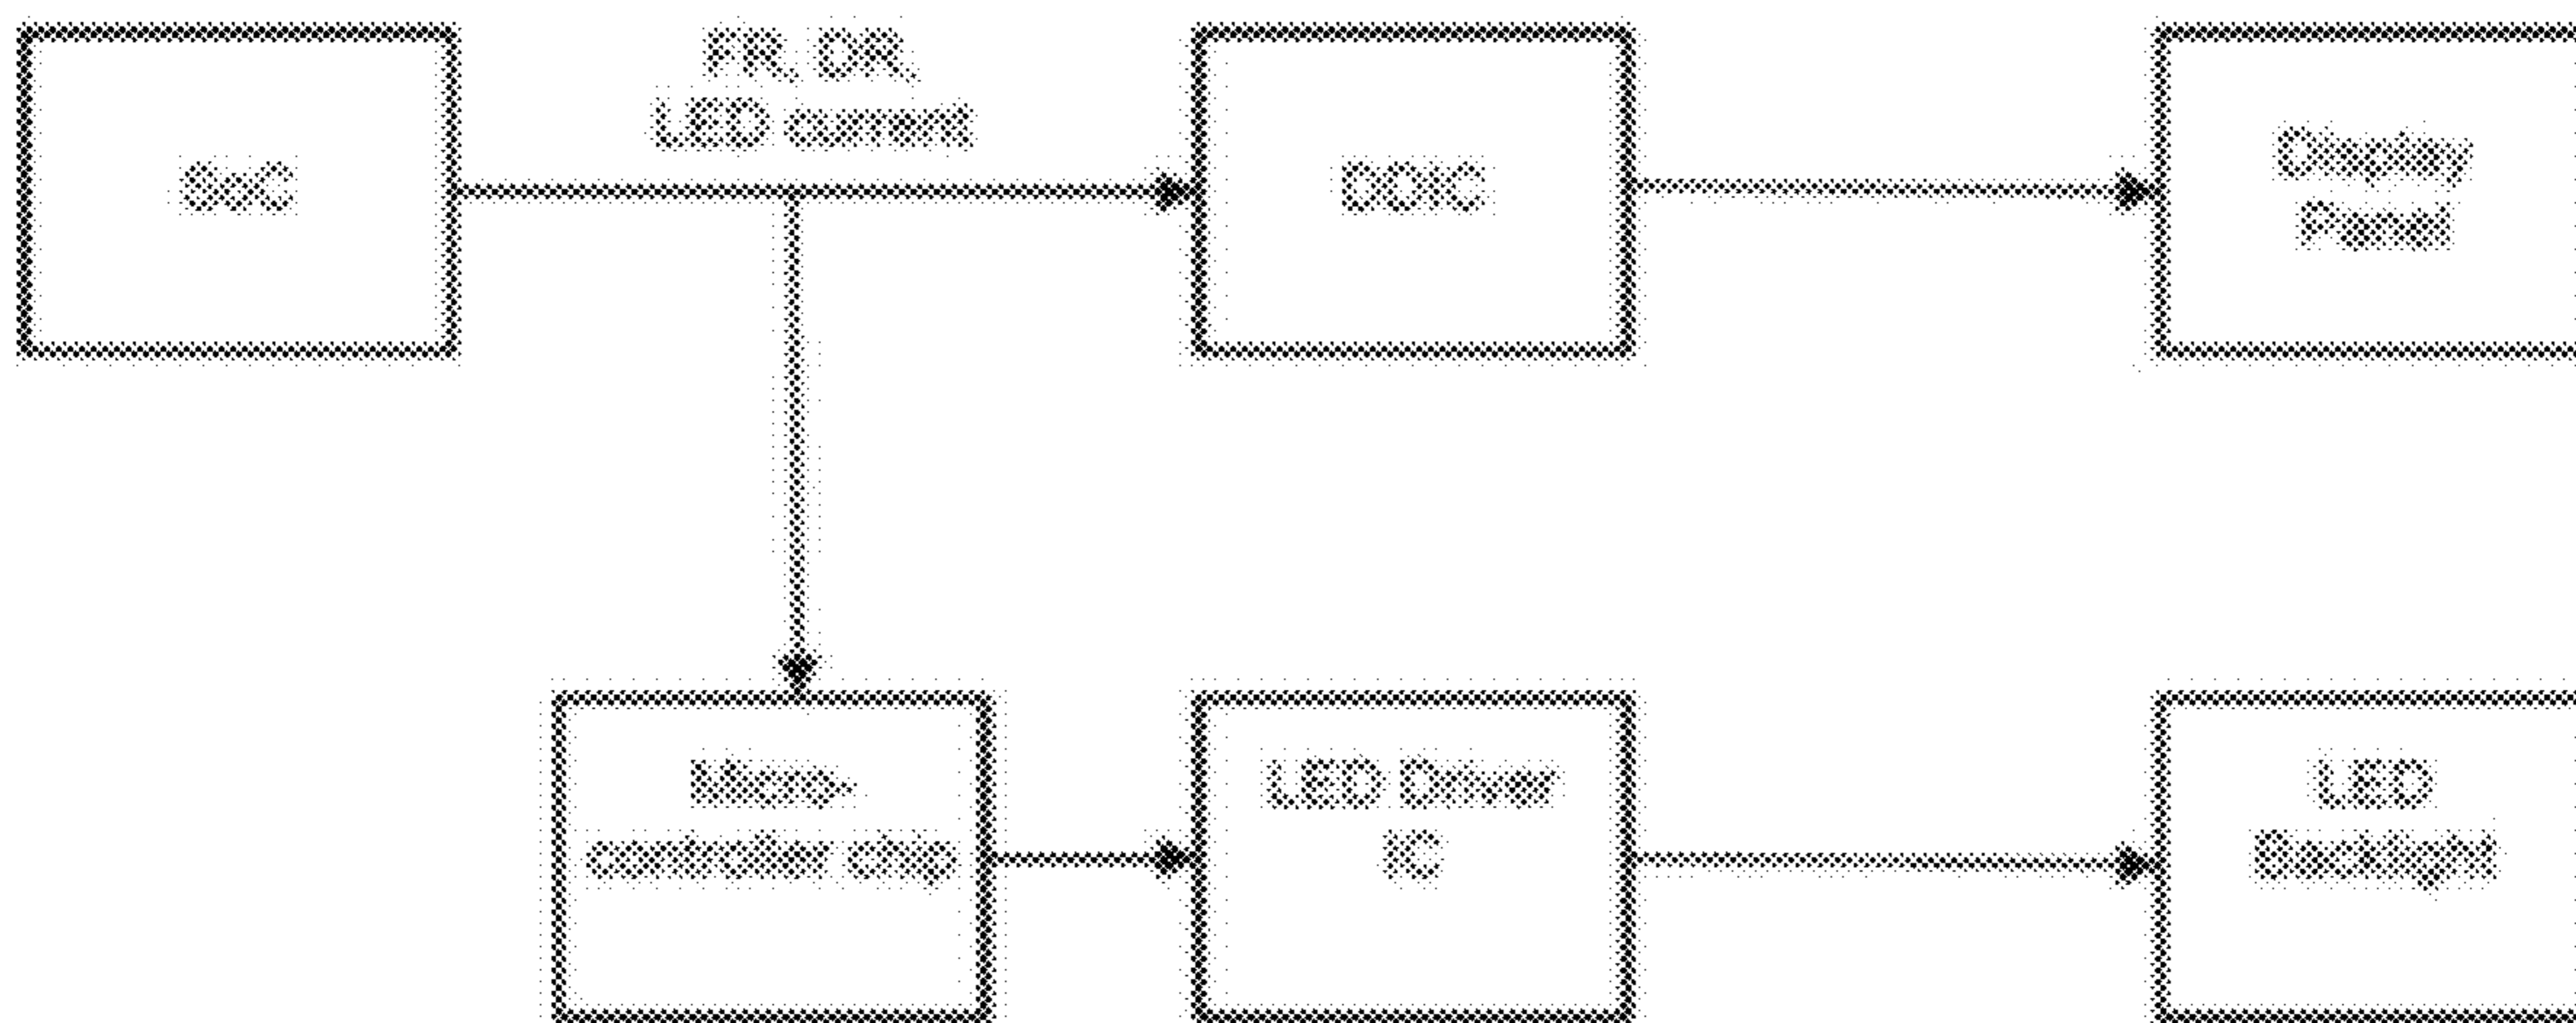 SoC
FR, DR,
LED current
DDIC
Display
Panel
Micro-
controller chip
LED Driver
IC
LED
Backlight